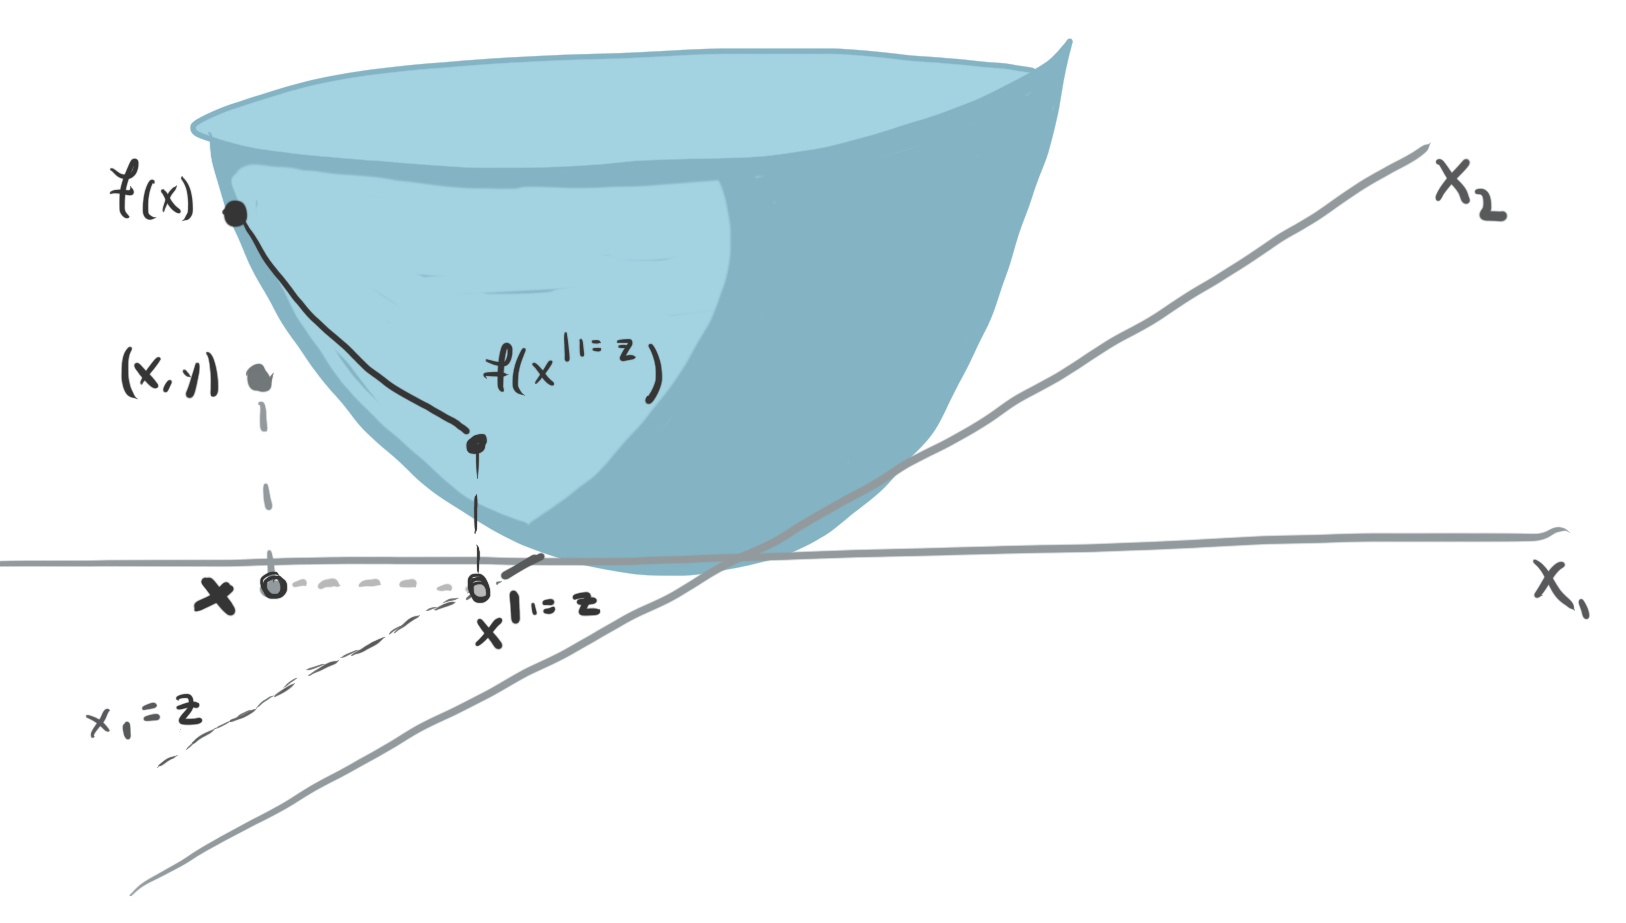 f(x)
x₂
f(x^{|1=z})
(x,y)
x
x^{|1=z}
x₁
x₁=z